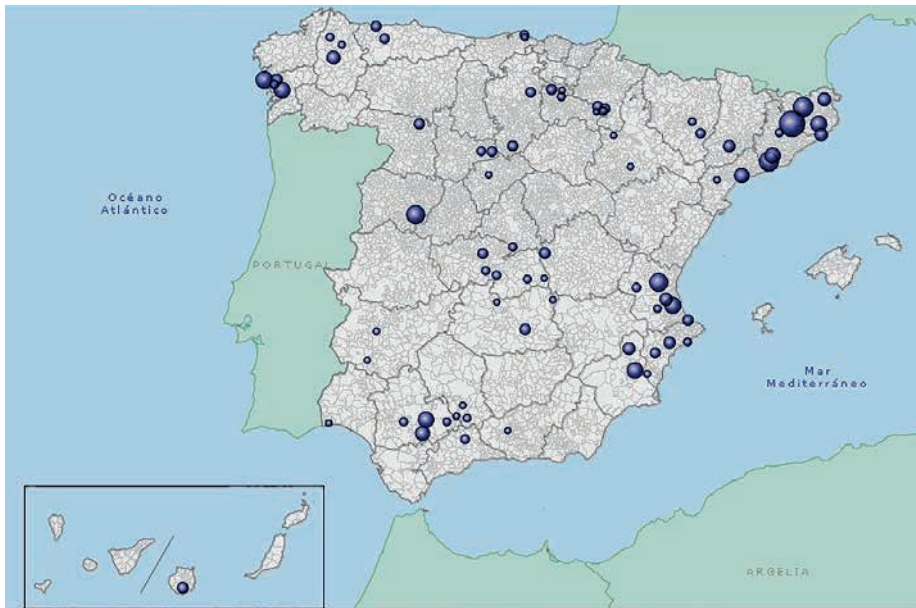 Océano
Atlántico
PORTUGAL
Mar
Mediterráneo
ARGELIA